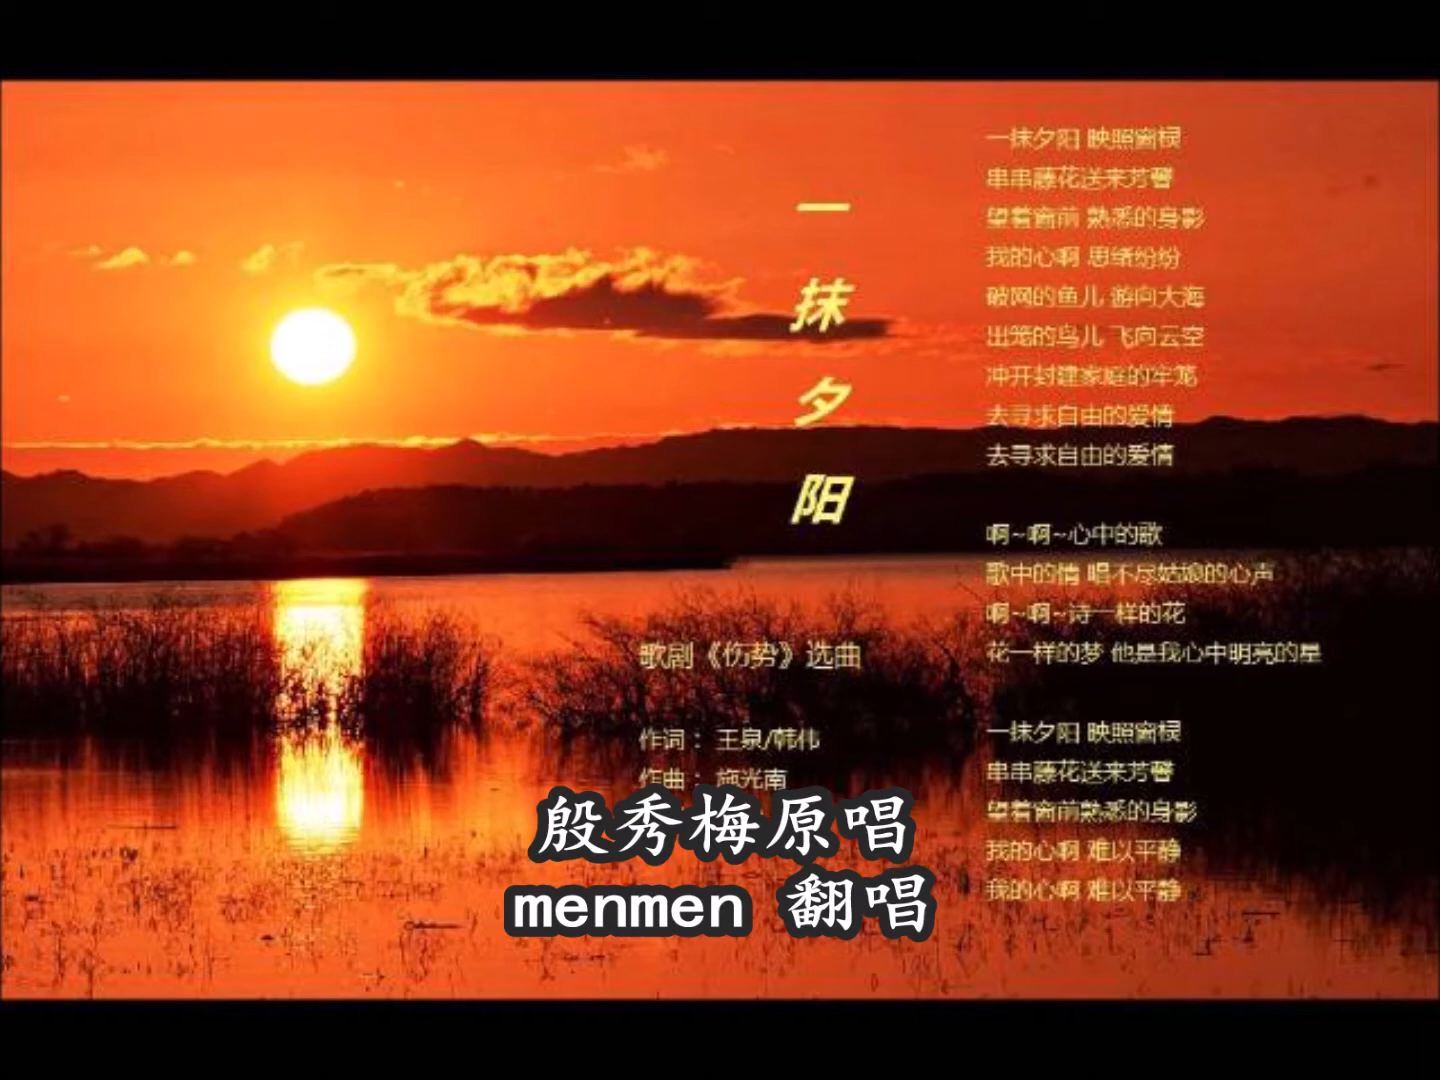 一抹夕阳
歌剧《伤势》选曲
作词： 王泉/韩伟
作曲： 施光南
殷秀梅原唱
menmen 翻唱
一抹夕阳 映照窗棂
串串藤花送来芳馨
望着窗前 熟悉的身影
我的心啊 思绪纷纷
破网的鱼儿 游向大海
出笼的鸟儿 飞向云空
冲开封建家庭的牢笼
去寻求自由的爱情
去寻求自由的爱情
啊~啊~心中的歌
歌中的情 唱不尽姑娘的心声
啊~啊~诗一样的花
花一样的梦 他是我心中明亮的星
一抹夕阳 映照窗棂
串串藤花送来芳馨
望着窗前熟悉的身影
我的心啊 难以平静
我的心啊 难以平静